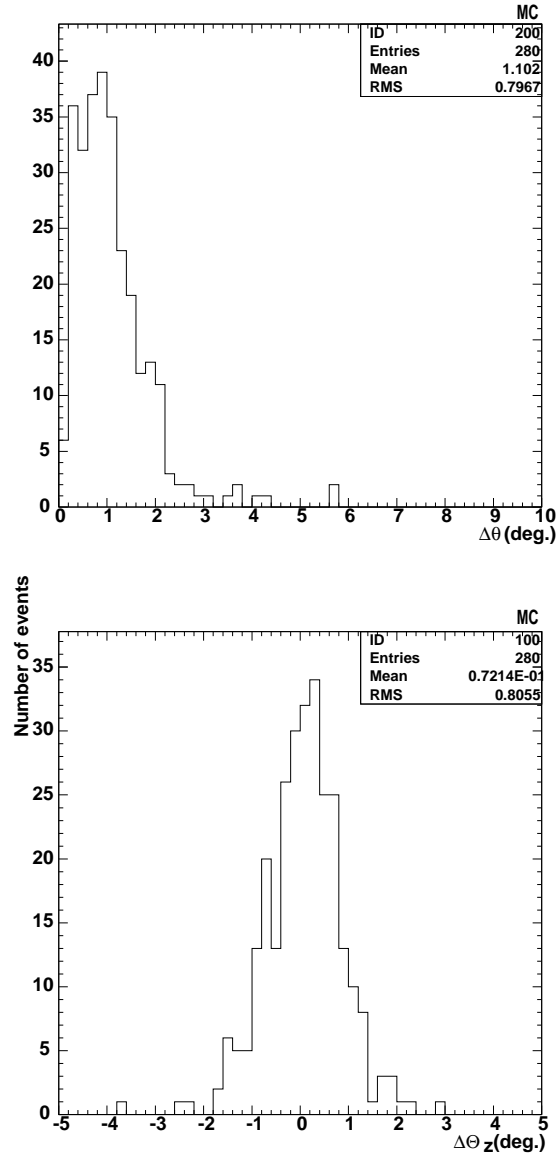 MC
ID 200
Entries 280
Mean 1.102
RMS 0.7967
40
35
30
25
20
15
10
5
0
0 1 2 3 4 5 6 7 8 9 10
Δθ (deg.)
Number of events
MC
ID 100
Entries 280
Mean 0.7214E-01
RMS 0.8055
35
30
25
20
15
10
5
0
-5 -4 -3 -2 -1 0 1 2 3 4 5
ΔΘz(deg.)